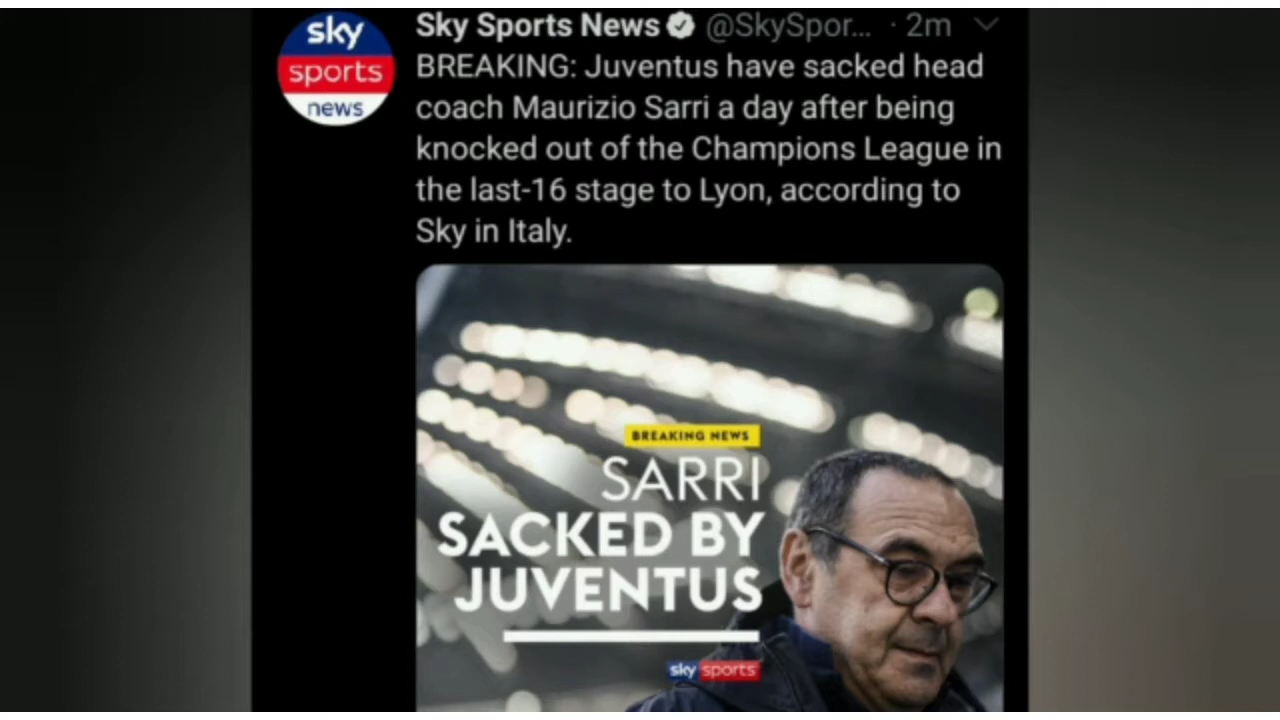 sky
sports
news
Sky Sports News @SkySpor... · 2m
BREAKING: Juventus have sacked head
coach Maurizio Sarri a day after being
knocked out of the Champions League in
the last-16 stage to Lyon, according to
Sky in Italy.
BREAKING NEWS
SARRI
SACKED BY
JUVENTUS
sky sports